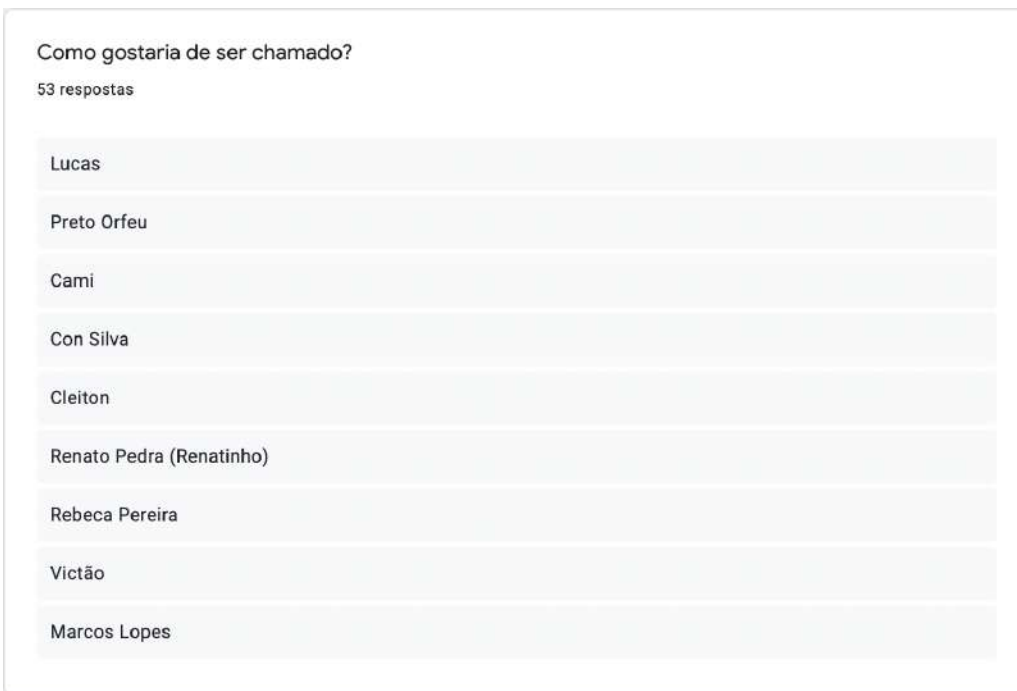 Como gostaria de ser chamado?
53 respostas
Lucas
Preto Orfeu
Cami
Con Silva
Cleiton
Renato Pedra (Renatinho)
Rebeca Pereira
Victão
Marcos Lopes